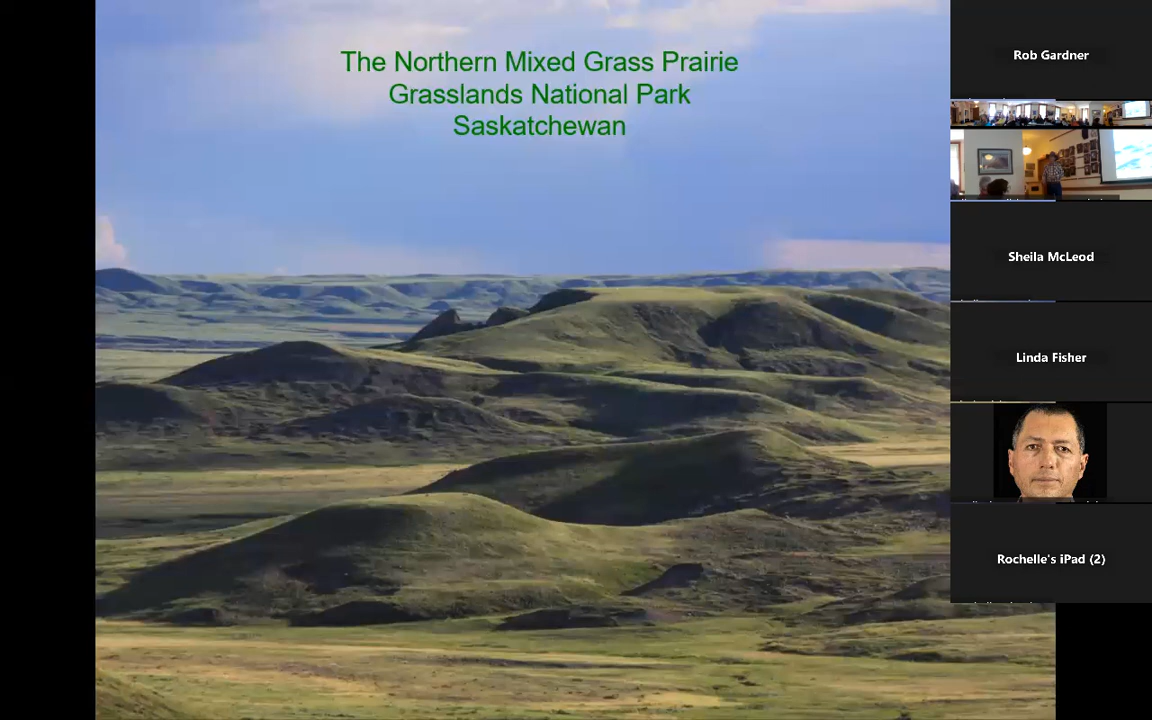 The Northern Mixed Grass Prairie
Grasslands National Park
Saskatchewan
Rob Gardner
Sheila McLeod
Linda Fisher
Rochelle's iPad (2)